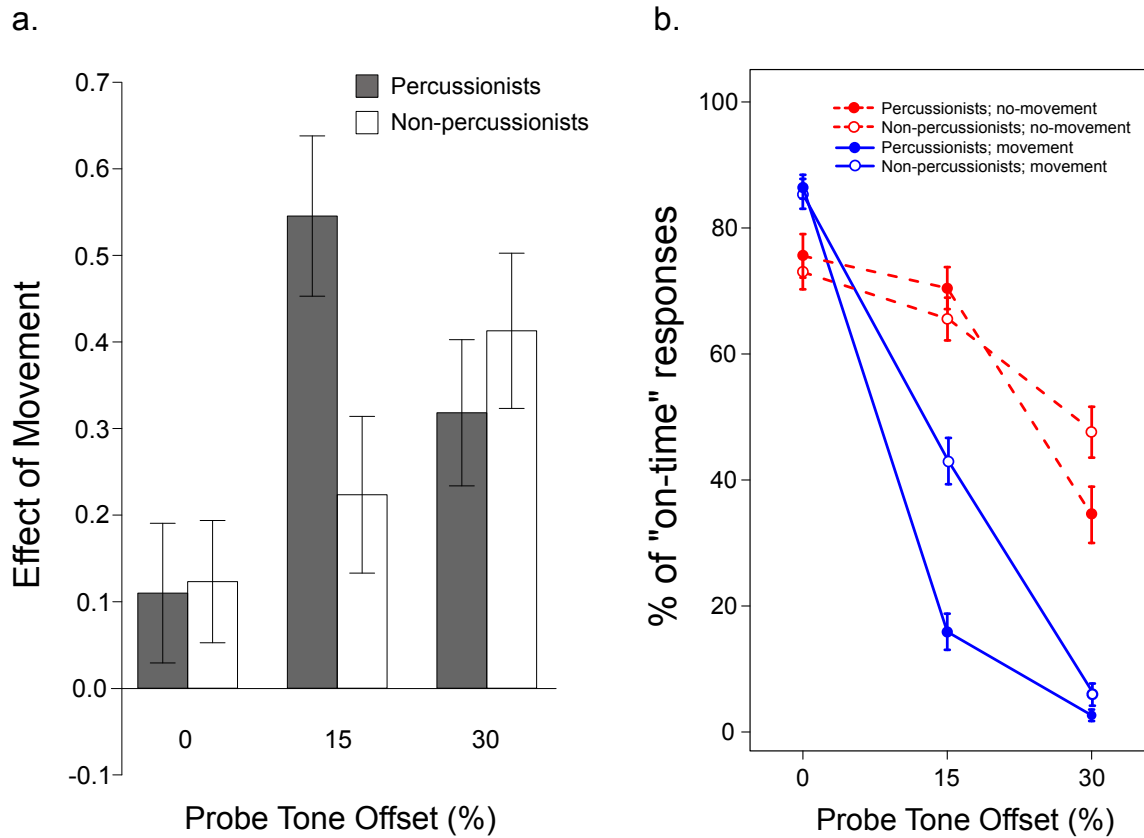 a.
0.7
0.6
0.5
0.4
0.3
0.2
0.1
0.0
-0.1
Effect of Movement
Percussionists
Non-percussionists
0 15 30
Probe Tone Offset (%)
b.
100
80
60
40
20
0
% of "on-time" responses
Percussionists; no-movement
Non-percussionists; no-movement
Percussionists; movement
Non-percussionists; movement
0 15 30
Probe Tone Offset (%)